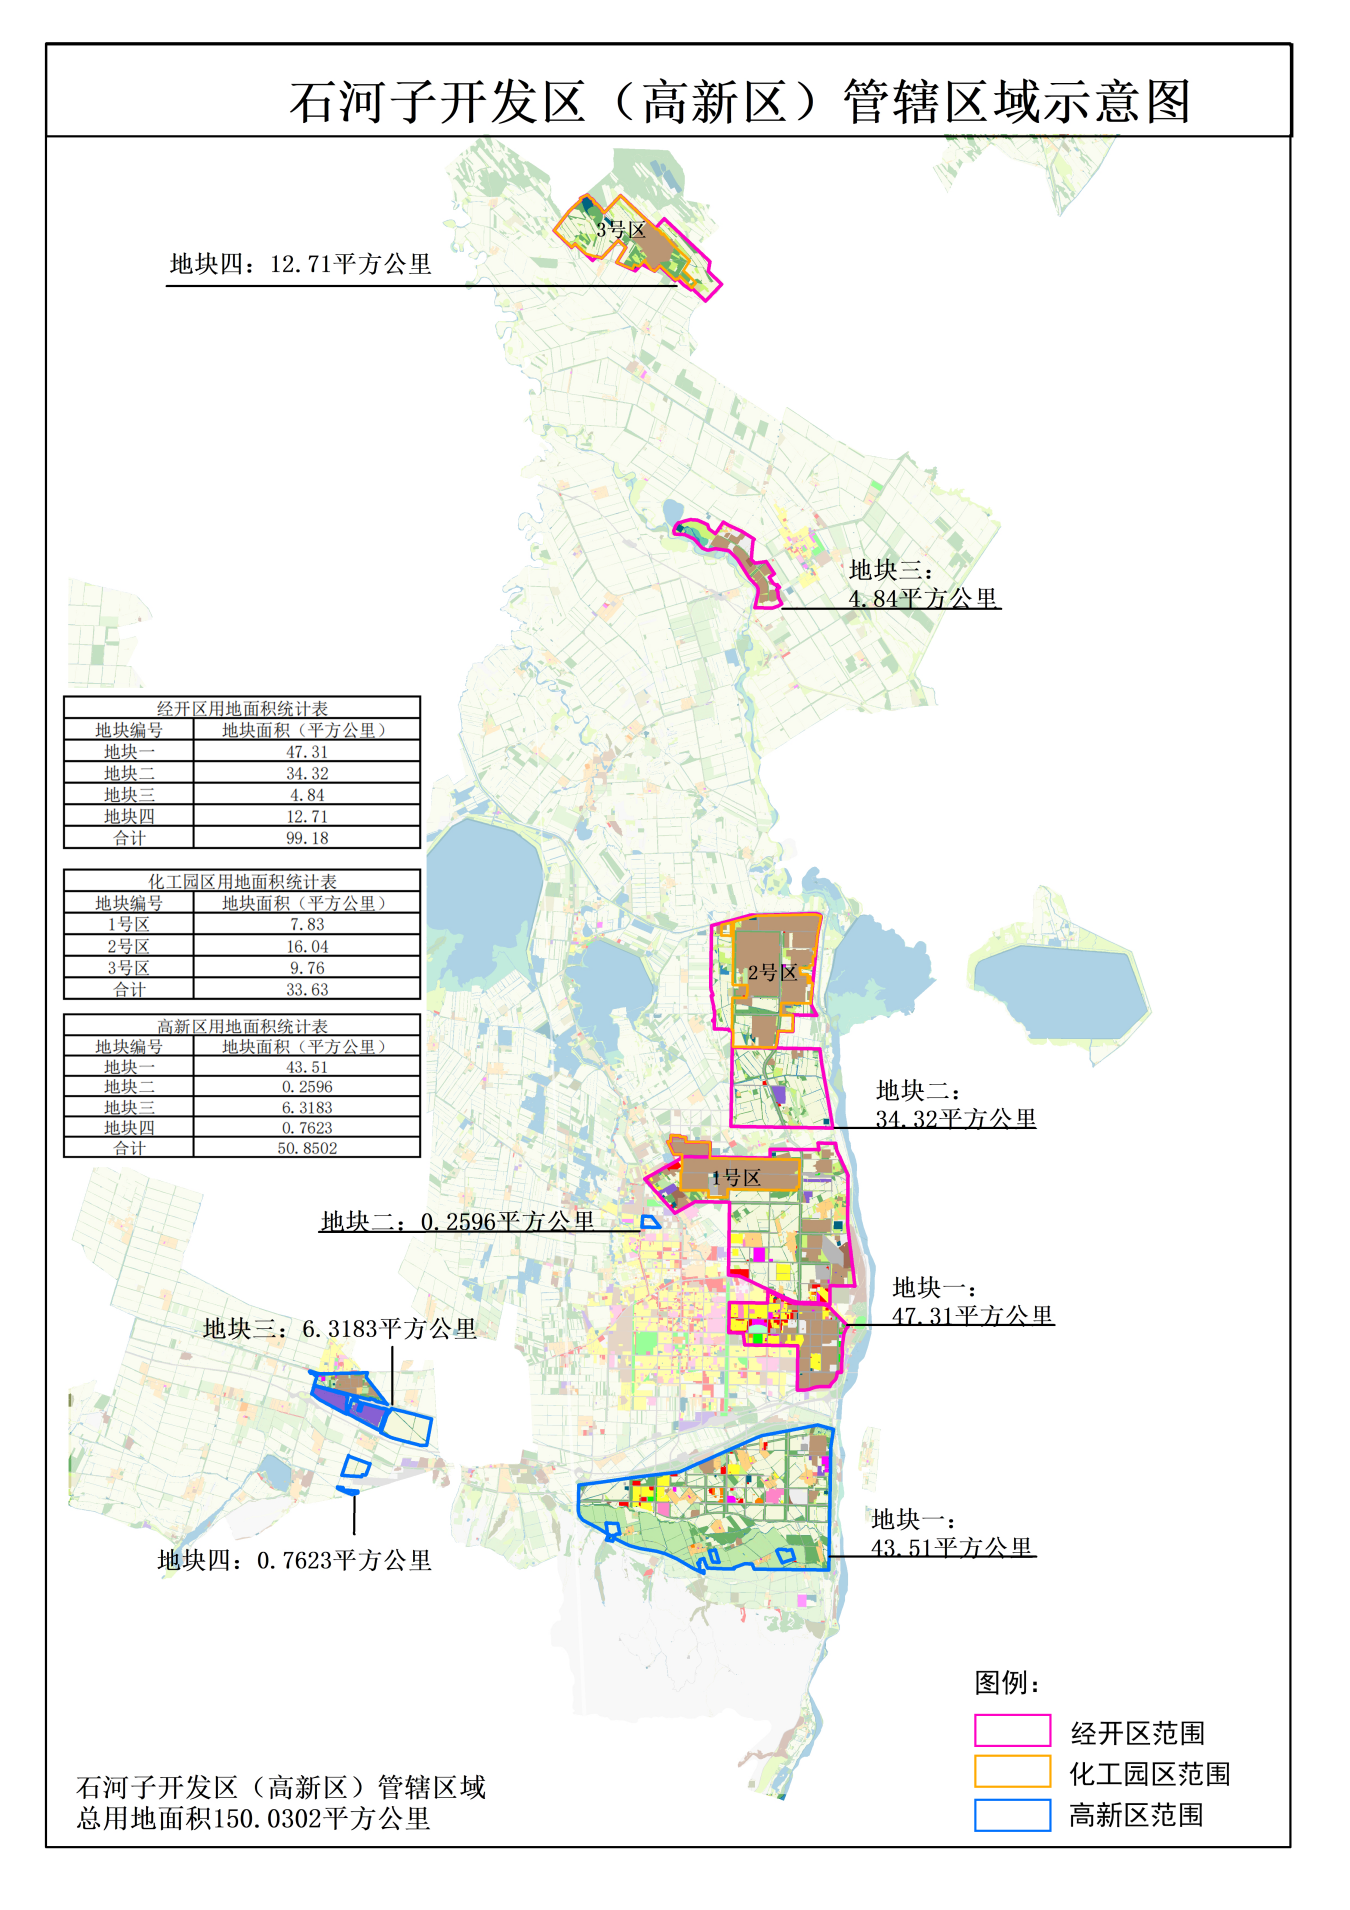 石河子开发区（高新区）管辖区域示意图
3号区
地块四：12.71平方公里
地块三：
4.84平方公里
经开区用地面积统计表
地块编号 地块面积（平方公里）
地块一 47.31
地块二 34.32
地块三 4.84
地块四 12.71
合计 99.18
化工园区用地面积统计表
地块编号 地块面积（平方公里）
1号区 7.83
2号区 16.04
3号区 9.76
合计 33.63
高新区用地面积统计表
地块编号 地块面积（平方公里）
地块一 43.51
地块二 0.2596
地块三 6.3183
地块四 0.7623
合计 50.8502
2号区
地块二：
34.32平方公里
1号区
地块二：0.2596平方公里
地块一：
47.31平方公里
地块三：6.3183平方公里
地块一：
43.51平方公里
地块四：0.7623平方公里
图例：
经开区范围
化工园区范围
高新区范围
石河子开发区（高新区）管辖区域
总用地面积150.0302平方公里